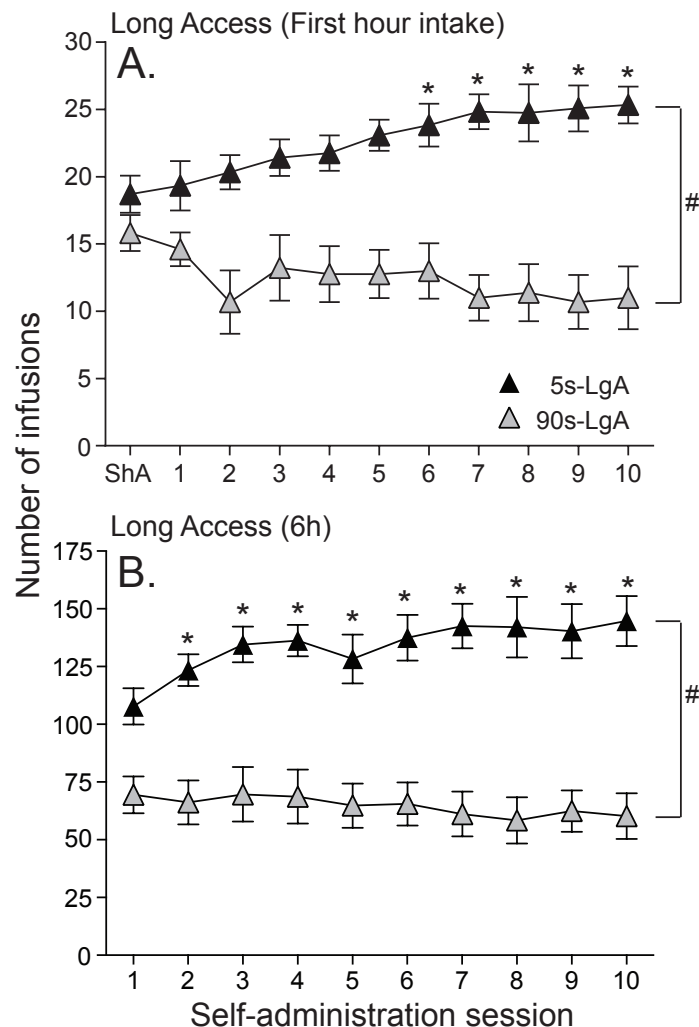 Long Access (First hour intake)
A.
30
25
20
15
10
5
0
* * * * *
#
5s-LgA
90s-LgA
ShA 1 2 3 4 5 6 7 8 9 10
Number of infusions
Long Access (6h)
B.
175
150
125
100
75
50
25
0
* * * * * * * * *
#
1 2 3 4 5 6 7 8 9 10
Self-administration session